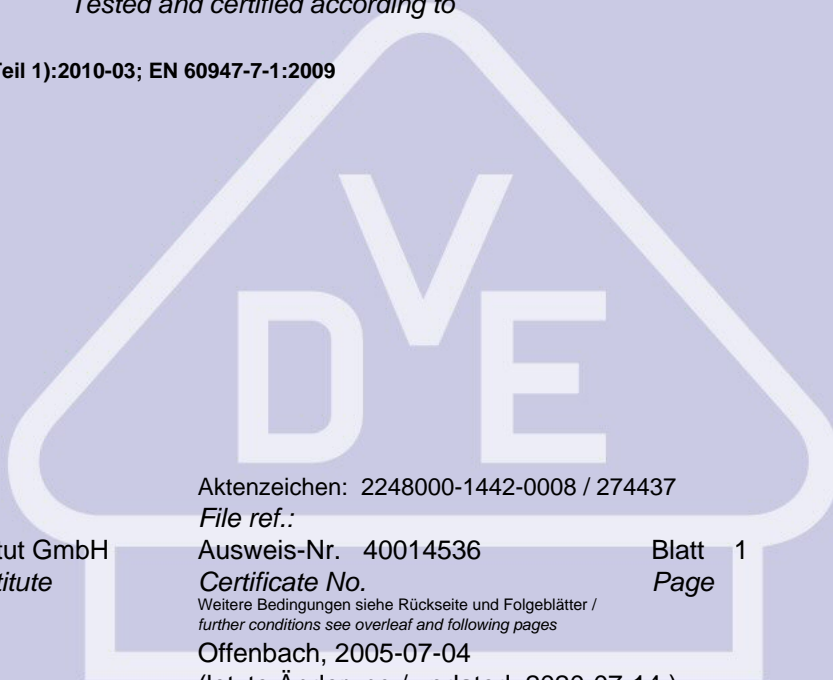 Tested and certified according to
Teil 1):2010-03; EN 60947-7-1:2009
VDE
Aktenzeichen: 2248000-1442-0008 / 274437
File ref.:
GmbH Ausweis-Nr. 40014536 Blatt 1
Certificate No. Page
Weitere Bedingungen siehe Rückseite und Folgeblätter /
further conditions see overleaf and following pages
Offenbach, 2005-07-04